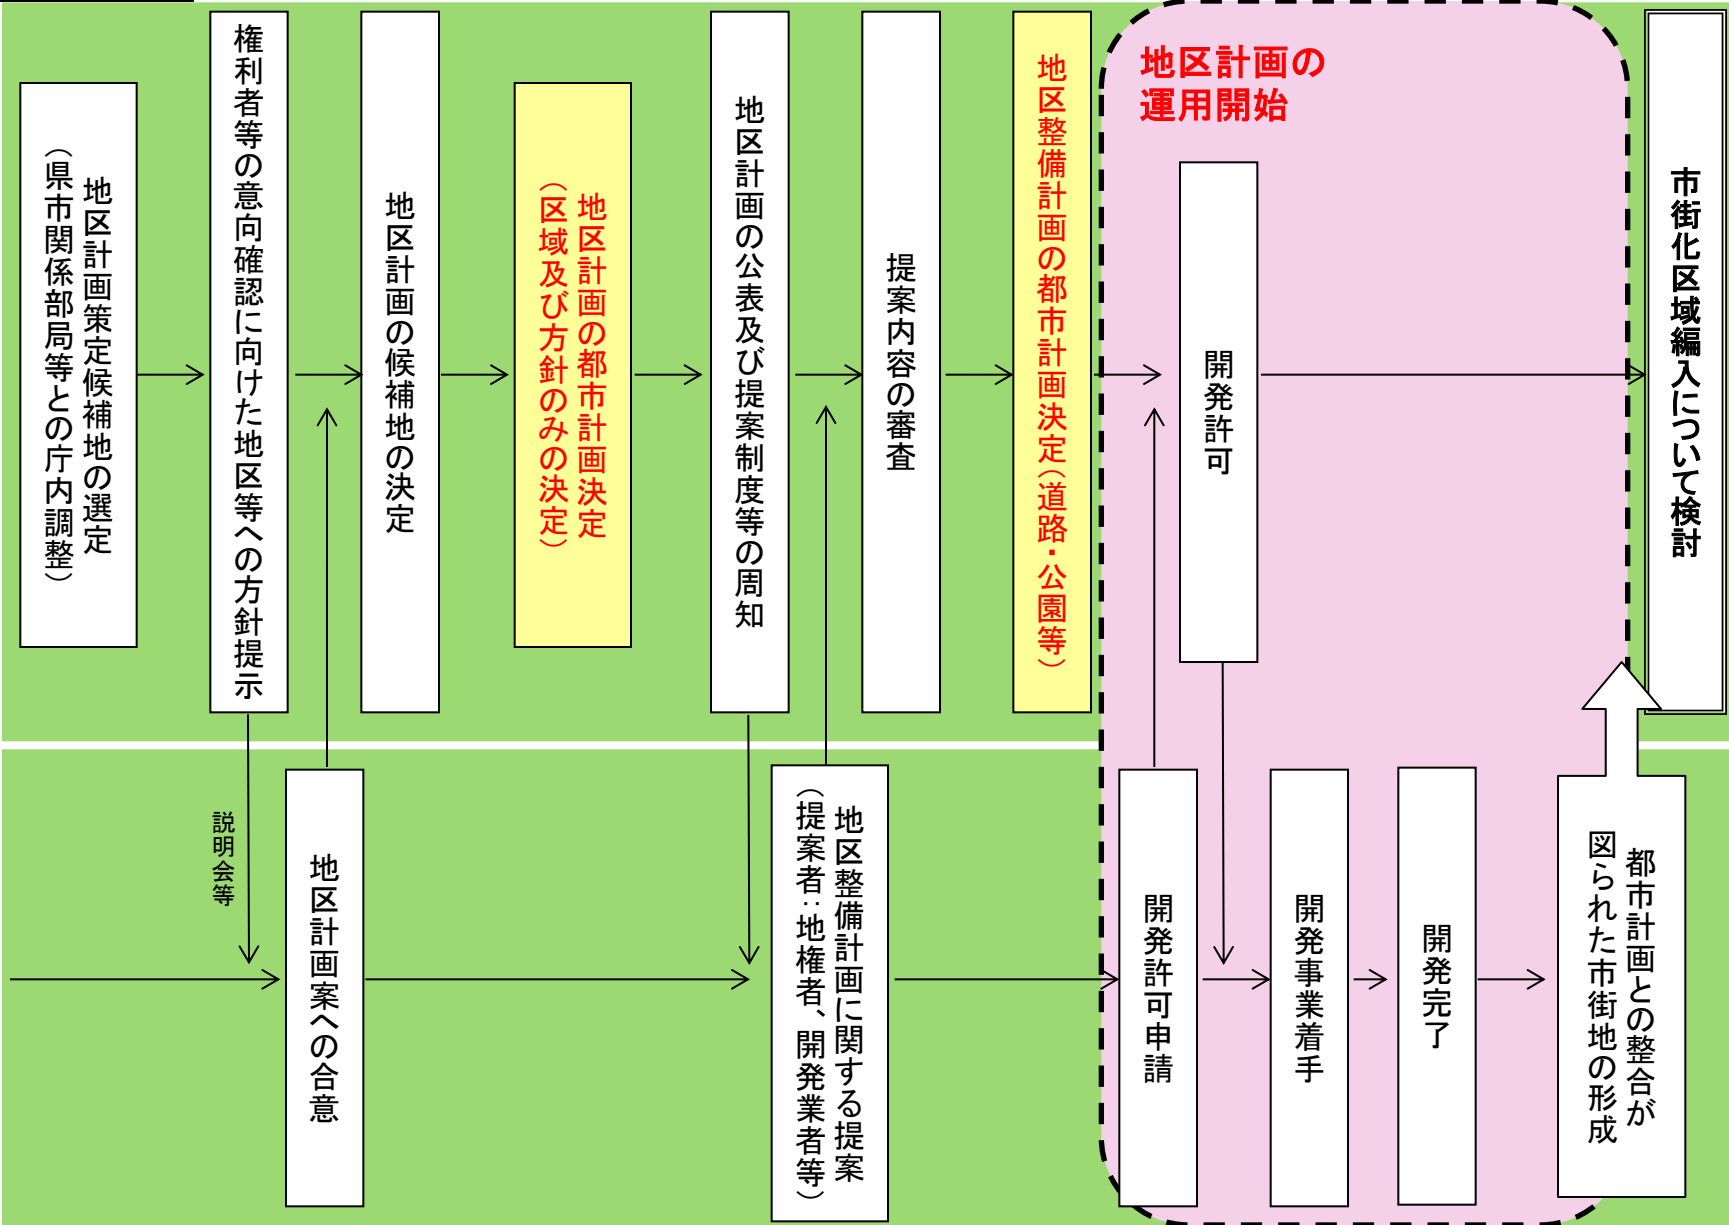 地区計画策定候補地の選定
（県市関係部局等との庁内調整）
権利者等の意向確認に向けた地区等への方針提示
地区計画の候補地の決定
地区計画の都市計画決定
（区域及び方針のみの決定）
地区計画の公表及び提案制度等の周知
提案内容の審査
地区整備計画の都市計画決定（道路・公園等）
地区計画の
運用開始
開発許可
市街化区域編入について検討
説明会等
地区計画案への合意
地区整備計画に関する提案
（提案者：地権者、開発業者等）
開発許可申請
開発事業着手
開発完了
都市計画との整合が
図られた市街地の形成